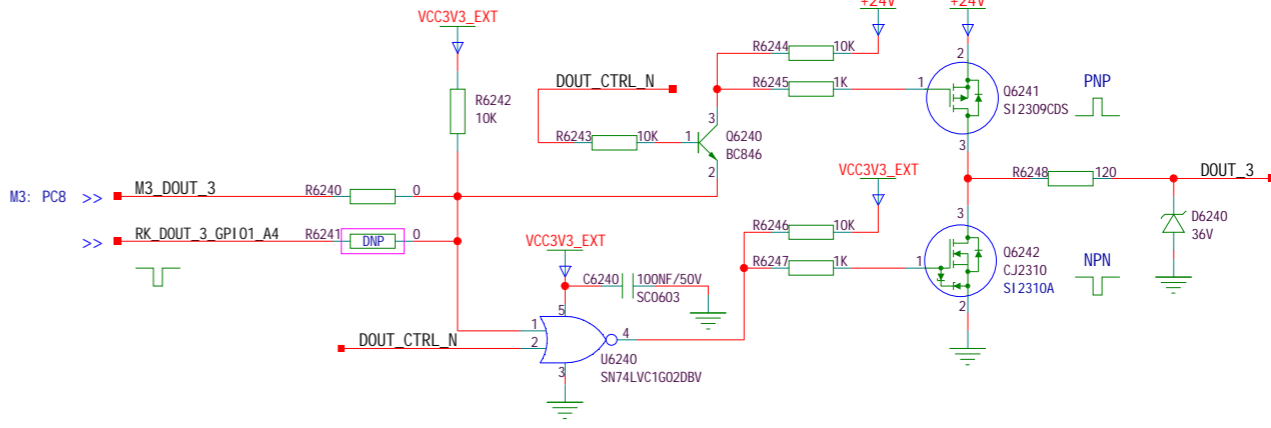 +24V
+24V
VCC3V3_EXT
R6244
10K
2
DOUT_CTRL_N
R6245
1K
1
Q6241
SI2309CDS
PNP
R6242
10K
3
R6243
10K
1
Q6240
BC846
3
2
VCC3V3_EXT
M3: PC8
>>
M3_DOUT_3
R6240
0
R6248
120
DOUT_3
>>
RK_DOUT_3_GPIO1_A4
R6241
DNP
0
VCC3V3_EXT
R6246
10K
3
D6240
36V
C6240
100NF/50V
SC0603
R6247
1K
1
Q6242
CJ2310
SI2310A
NPN
5
2
DOUT_CTRL_N
1
2
4
U6240
SN74LVC1G02DBV
3